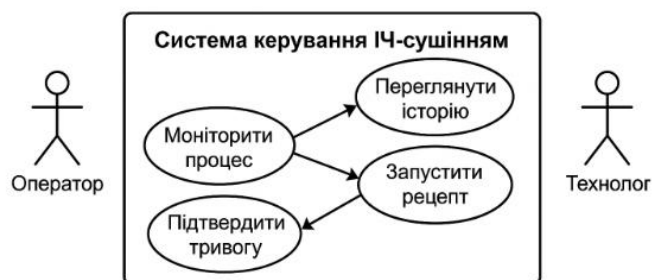 Система керування ІЧ-сушінням
Переглянути
історію
Моніторити
процес
Оператор
Запустити
рецепт
Технолог
Підтвердити
тривогу